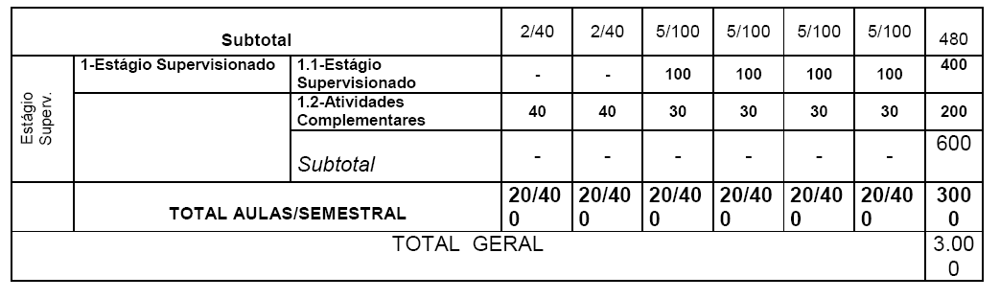 Subtotal 2/40 2/40 5/100 5/100 5/100 5/100 480
Estágio Superv.
1-Estágio Supervisionado 1.1-Estágio Supervisionado - - 100 100 100 100 400
1.2-Atividades Complementares 40 40 30 30 30 30 200
Subtotal - - - - - - 600
TOTAL AULAS/SEMESTRAL 20/400 20/400 20/400 20/400 20/400 20/400 3000
TOTAL GERAL 3.000